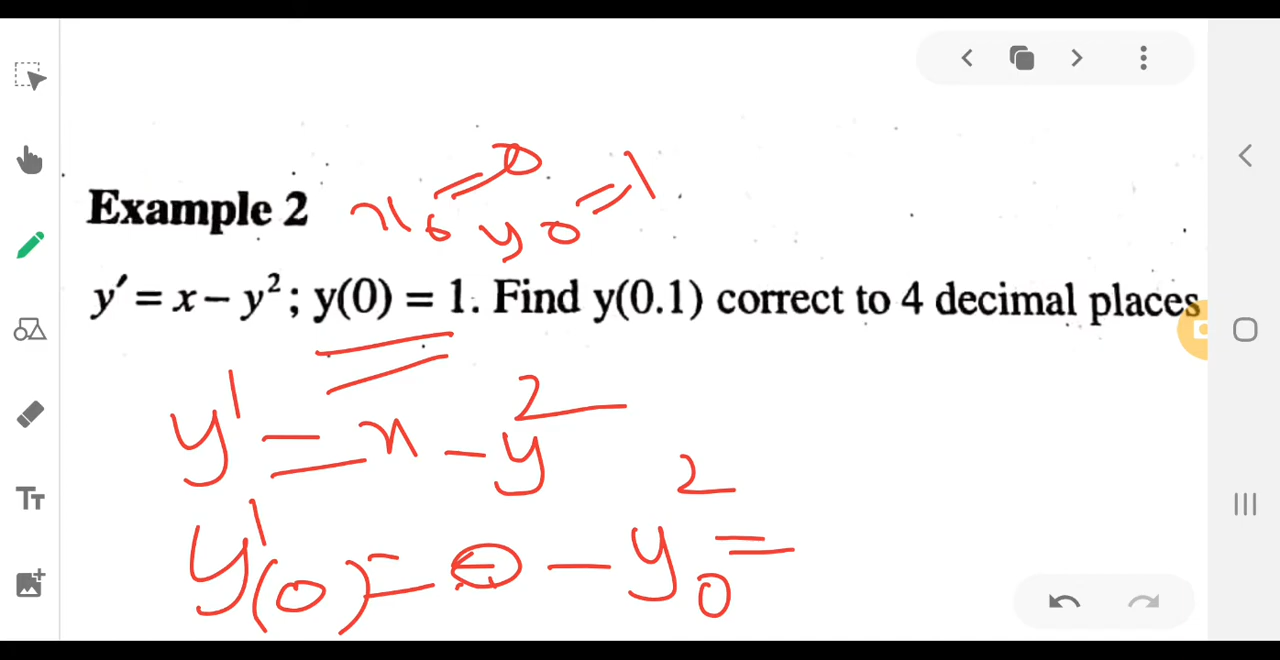 x₀ = 0 y₀ = 1
Example 2
y′ = x – y²; y(0) = 1. Find y(0.1) correct to 4 decimal places
y' = x - y²
y'(0) = 0 - y₀² =
Tт